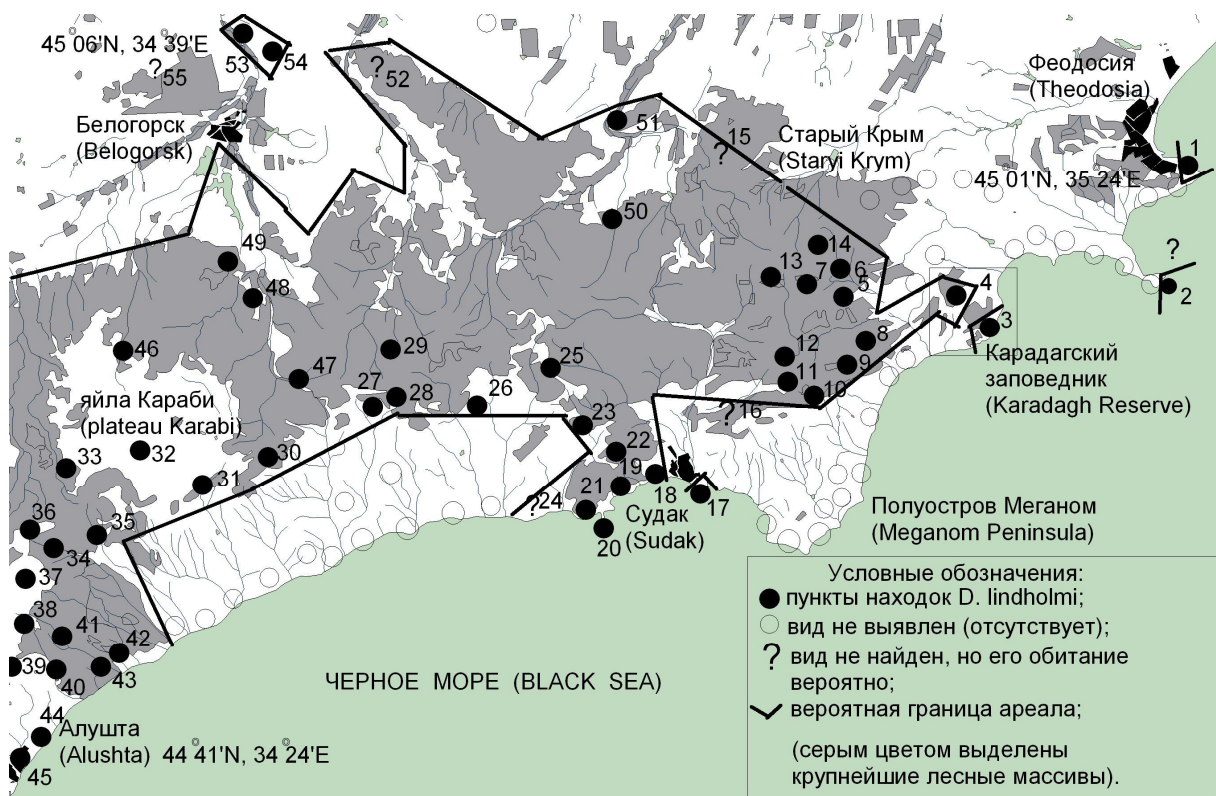 45°06'N, 34°39'E
? 55
53
54
? 52
Белогорск
(Belogorsk)
51
15 ?
Старый Крым
(Staryi Krym)
Феодосия
(Theodosia)
1
45°01'N, 35°24'E
50
14
13
7
6
5
?
2
4
3
Карадагский
заповедник
(Karadagh Reserve)
49
48
46
47
29
27
28
26
25
12
11
8
9
10
16 ?
яйла Караби
(plateau Karabi)
33
32
31
30
23
22
19
18
17
24 ?
21
20
Судак
(Sudak)
Полуостров Меганом
(Meganom Peninsula)
36
35
34
37
38
41
42
39
40
43
44
45
Алушта
(Alushta) 44°41'N, 34°24'E
ЧЕРНОЕ МОРЕ (BLACK SEA)
Условные обозначения:
пункты находок D. lindholmi;
вид не выявлен (отсутствует);
? вид не найден, но его обитание
вероятно;
вероятная граница ареала;
(серым цветом выделены
крупнейшие лесные массивы).